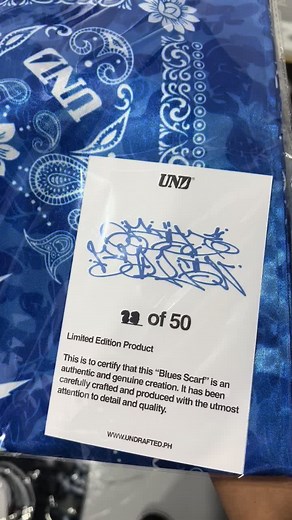 UND
UND®
of 50
Limited Edition Product
This is to certify that this "Blues Scarf" is an
authentic and genuine creation. It has been
carefully crafted and produced with the utmost
attention to detail and quality.
WWW.UNDRAFTED.PH